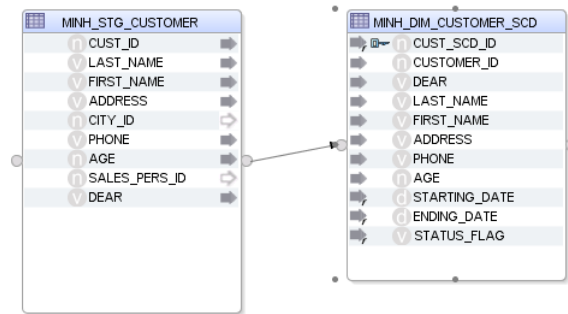 MINH_STG_CUSTOMER
n CUST_ID
v LAST_NAME
v FIRST_NAME
v ADDRESS
n CITY_ID
v PHONE
n AGE
n SALES_PERS_ID
v DEAR
MINH_DIM_CUSTOMER_SCD
n CUST_SCD_ID
n CUSTOMER_ID
v DEAR
v LAST_NAME
v FIRST_NAME
v ADDRESS
v PHONE
n AGE
d STARTING_DATE
d ENDING_DATE
v STATUS_FLAG